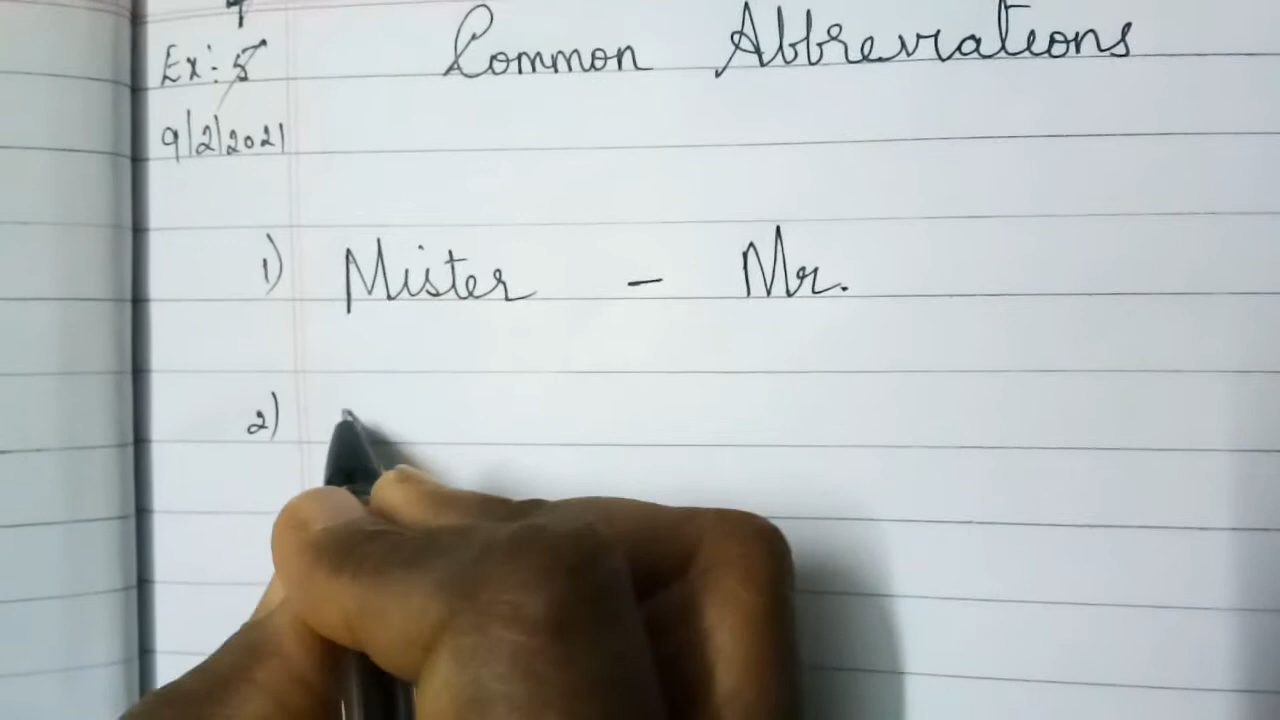 Common Abbreviations
Ex:- 5
9/2/2021
1) Mister - Mr.
2)